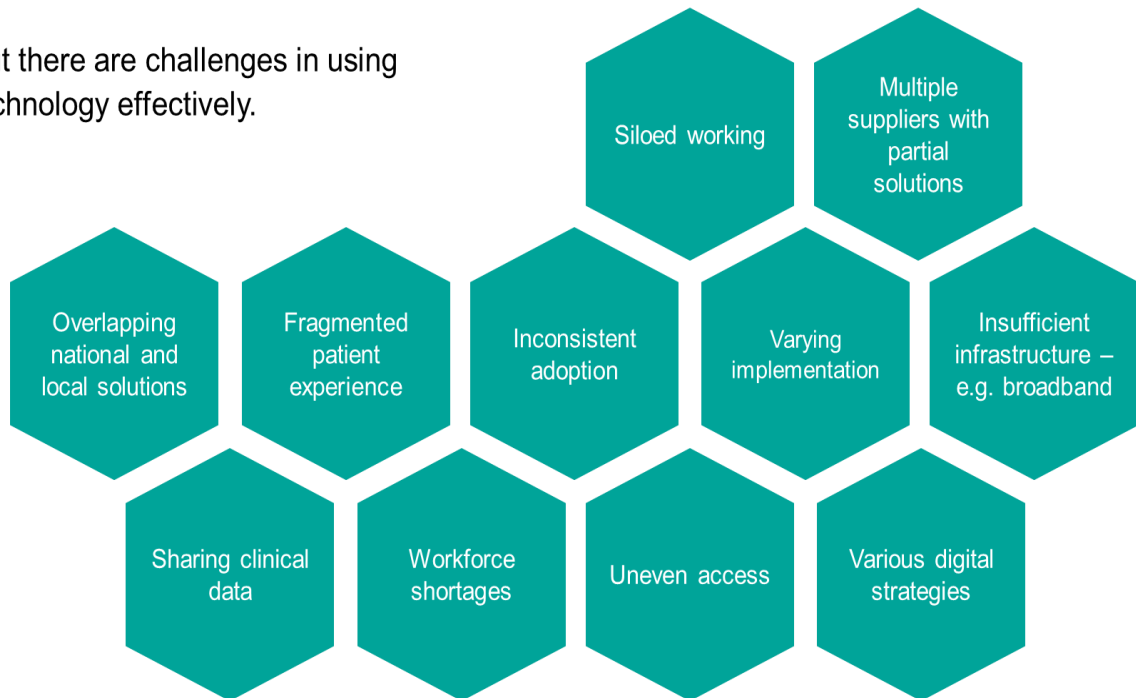 t there are challenges in using
chnology effectively.
Siloed working
Multiple
suppliers with
partial
solutions
Overlapping
national and
local solutions
Fragmented
patient
experience
Inconsistent
adoption
Varying
implementation
Insufficient
infrastructure –
e.g. broadband
Sharing clinical
data
Workforce
shortages
Uneven access
Various digital
strategies